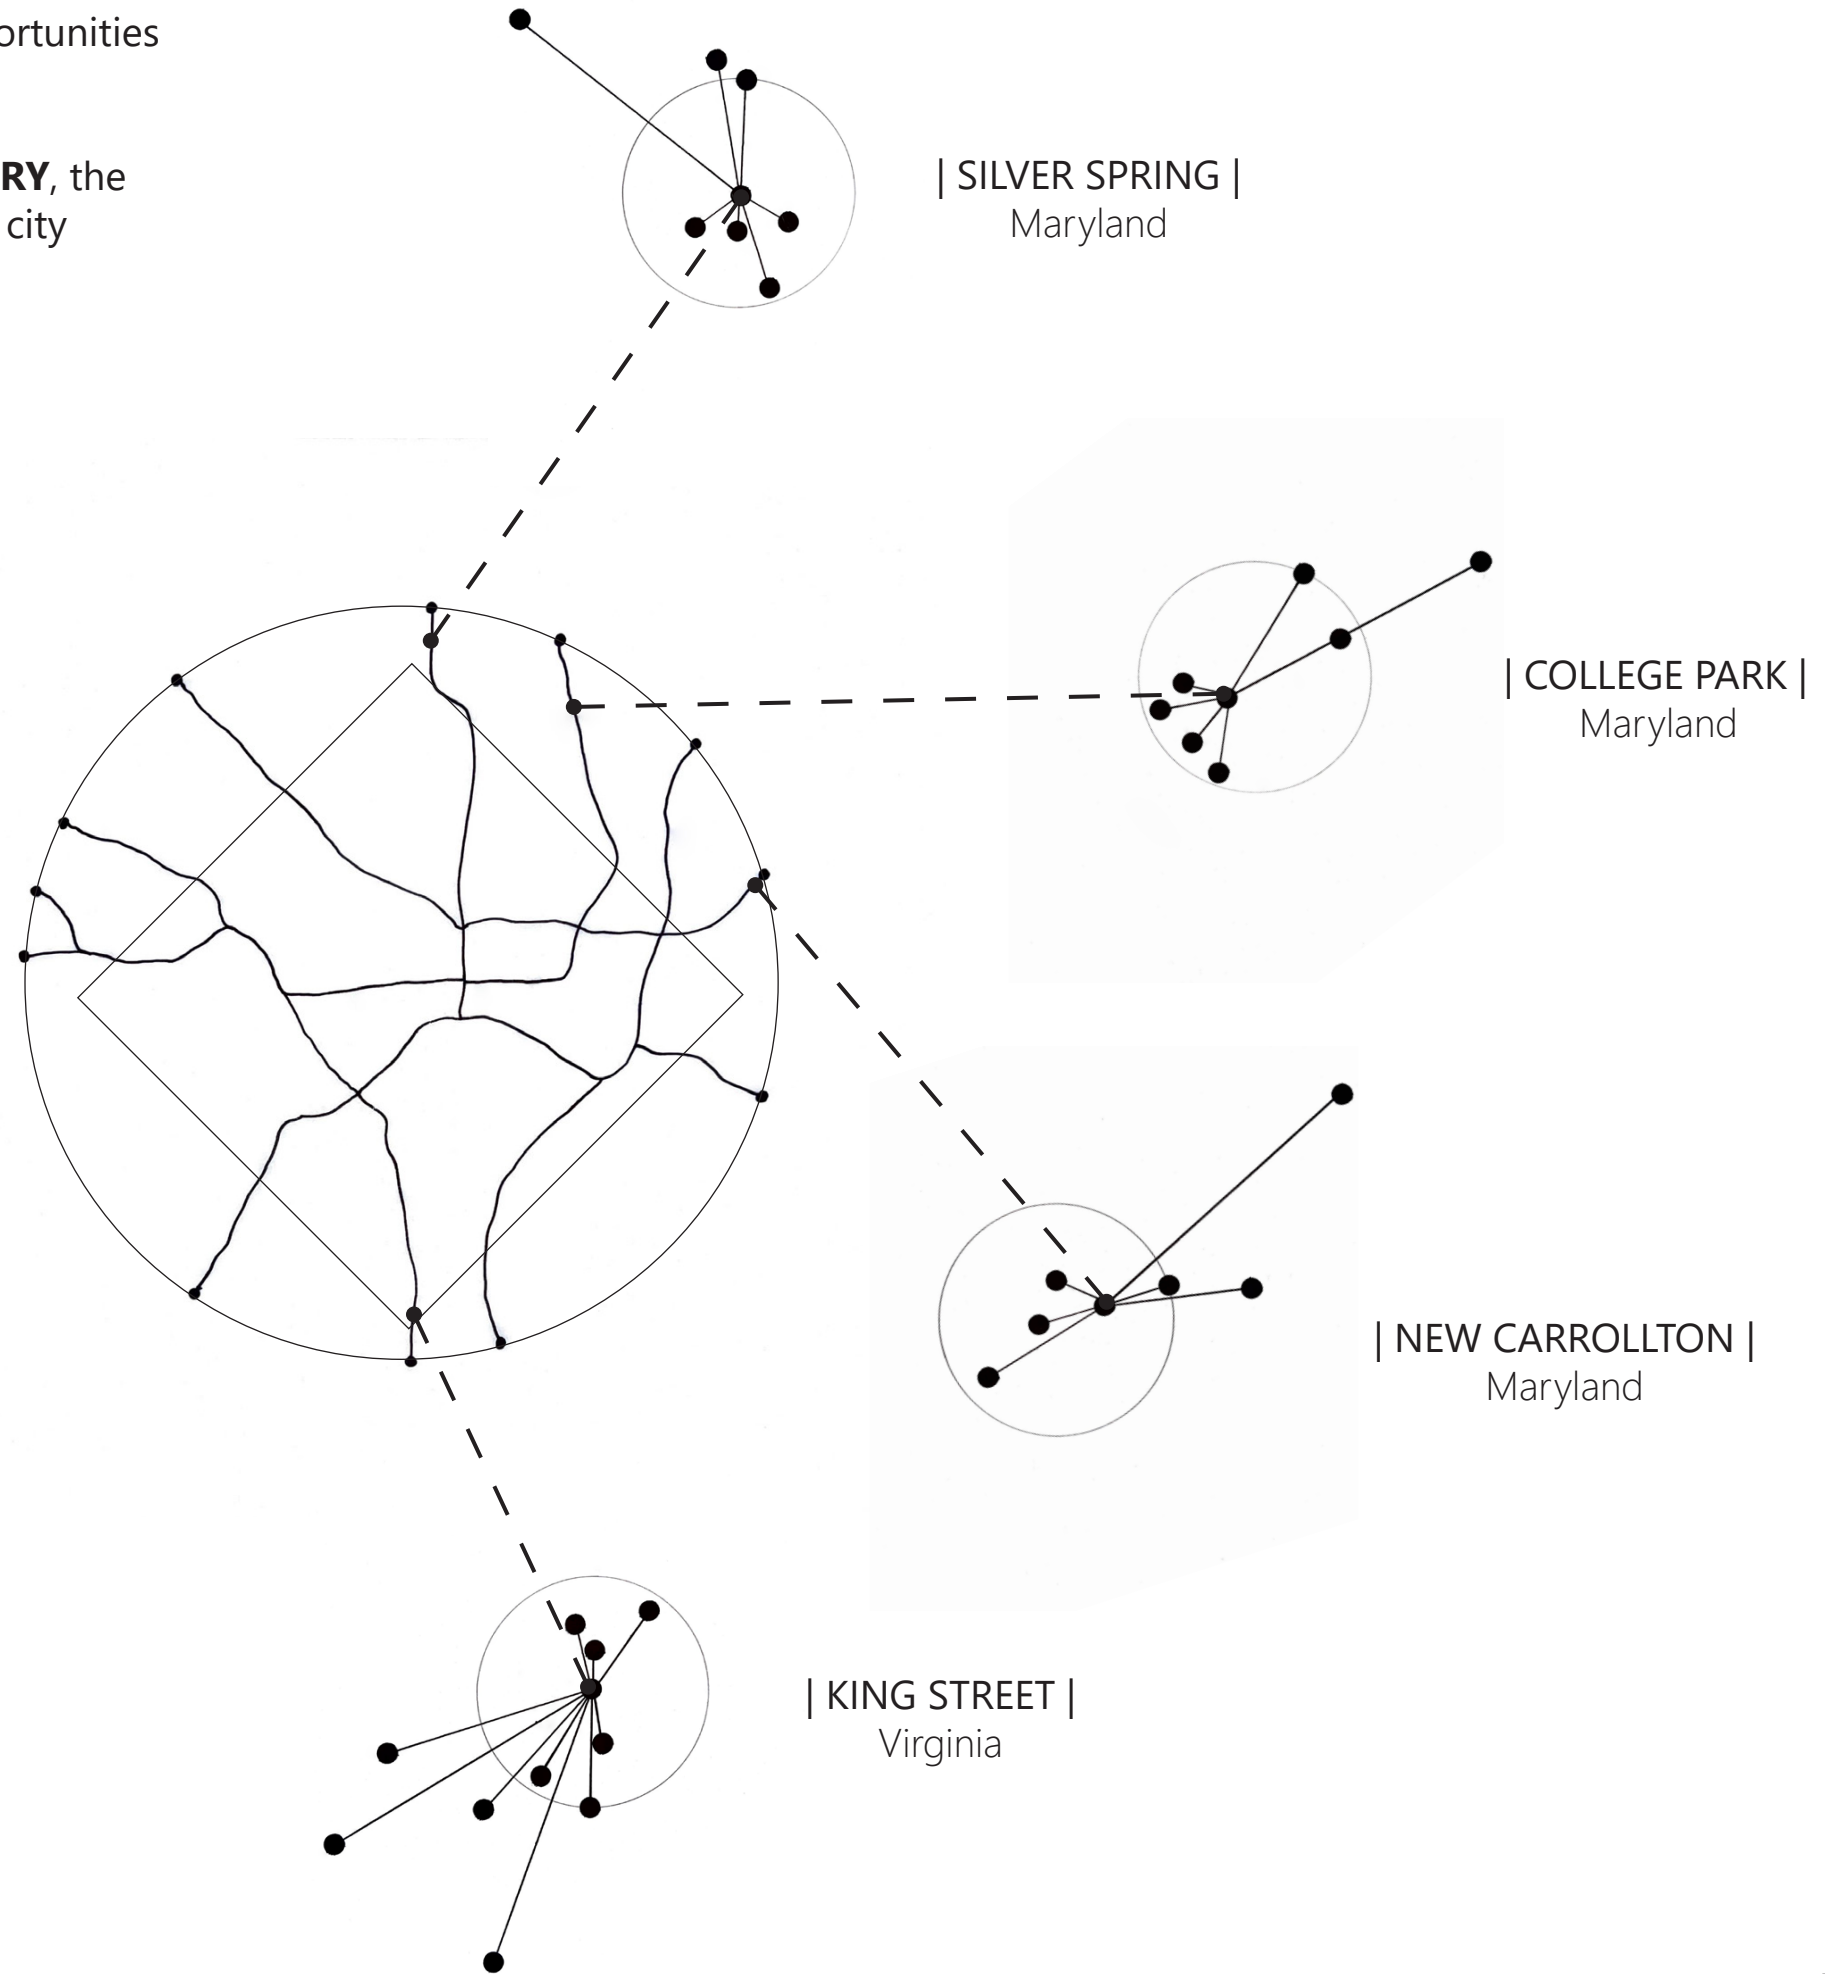 ortunities
RY, the
city
| SILVER SPRING |
Maryland
| COLLEGE PARK |
Maryland
| NEW CARROLLTON |
Maryland
| KING STREET |
Virginia